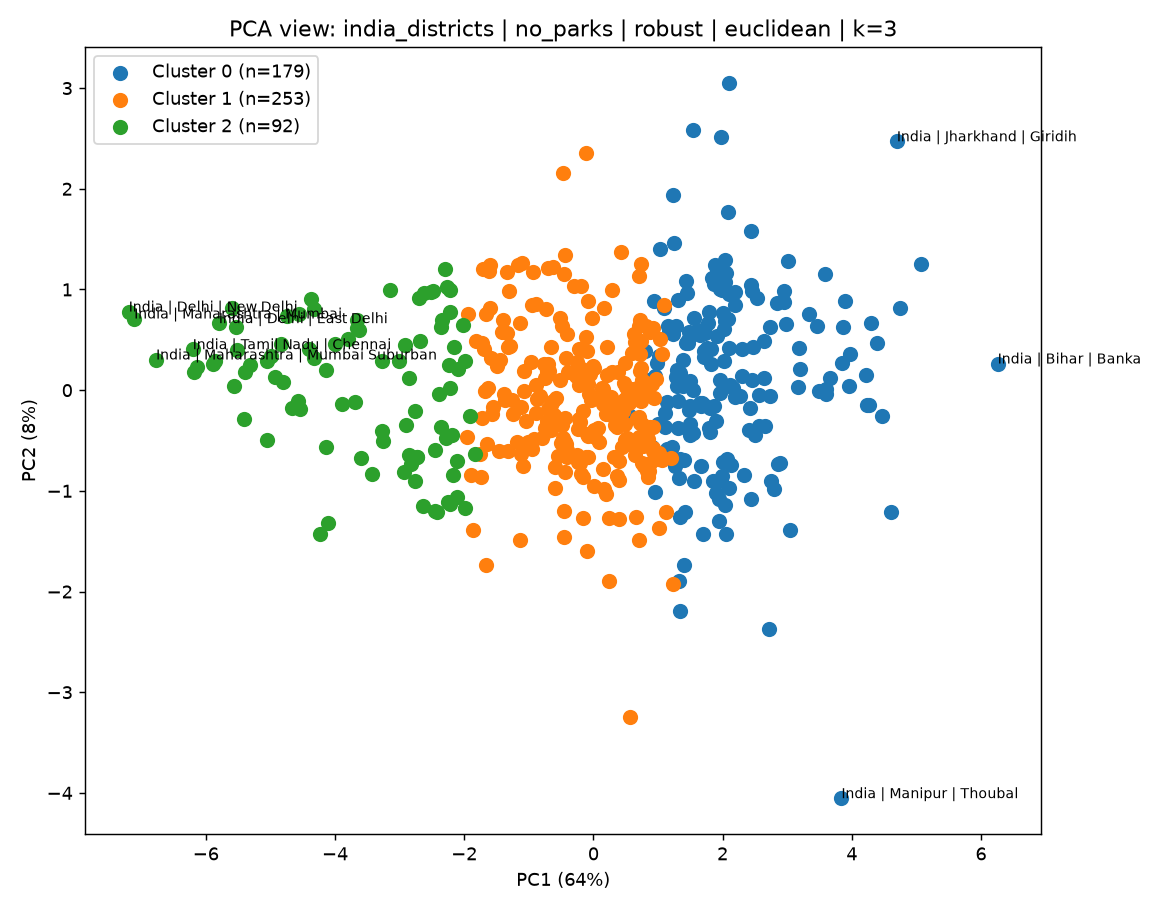 PCA view: india_districts | no_parks | robust | euclidean | k=3
Cluster 0 (n=179)
Cluster 1 (n=253)
Cluster 2 (n=92)
India | Jharkhand | Giridih
India | Delhi | New Delhi
India | Maharashtra | Mumbai
India | Delhi | East Delhi
India | Tamil Nadu | Chennai
India | Maharashtra | Mumbai Suburban
India | Bihar | Banka
India | Manipur | Thoubal
3
2
1
0
−1
−2
−3
−4
PC2 (8%)
−6
−4
−2
0
2
4
6
PC1 (64%)